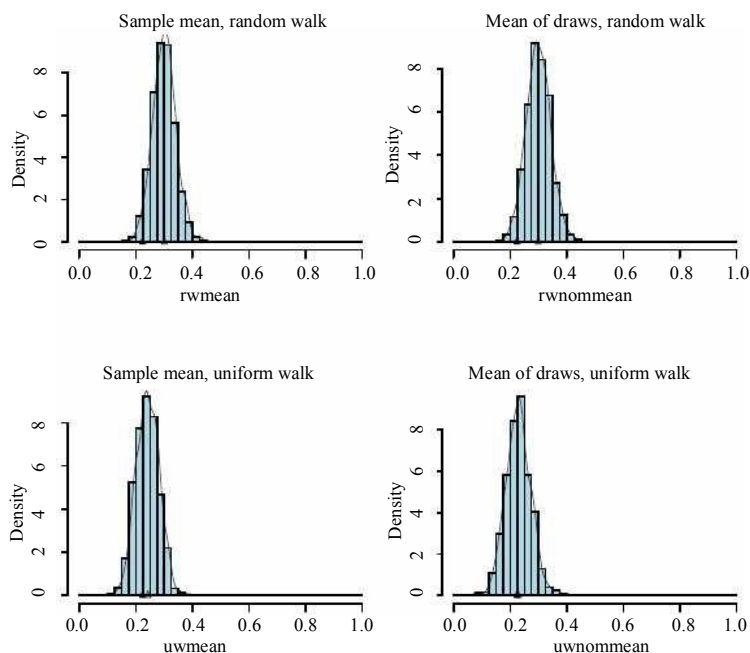 Sample mean, random walk
Density
0 2 4 6 8
0.0 0.2 0.4 0.6 0.8 1.0
rwmean
Mean of draws, random walk
Density
0 2 4 6 8
0.0 0.2 0.4 0.6 0.8 1.0
rwnommean
Sample mean, uniform walk
Density
0 2 4 6 8
0.0 0.2 0.4 0.6 0.8 1.0
uwmean
Mean of draws, uniform walk
Density
0 2 4 6 8
0.0 0.2 0.4 0.6 0.8 1.0
uwnommean